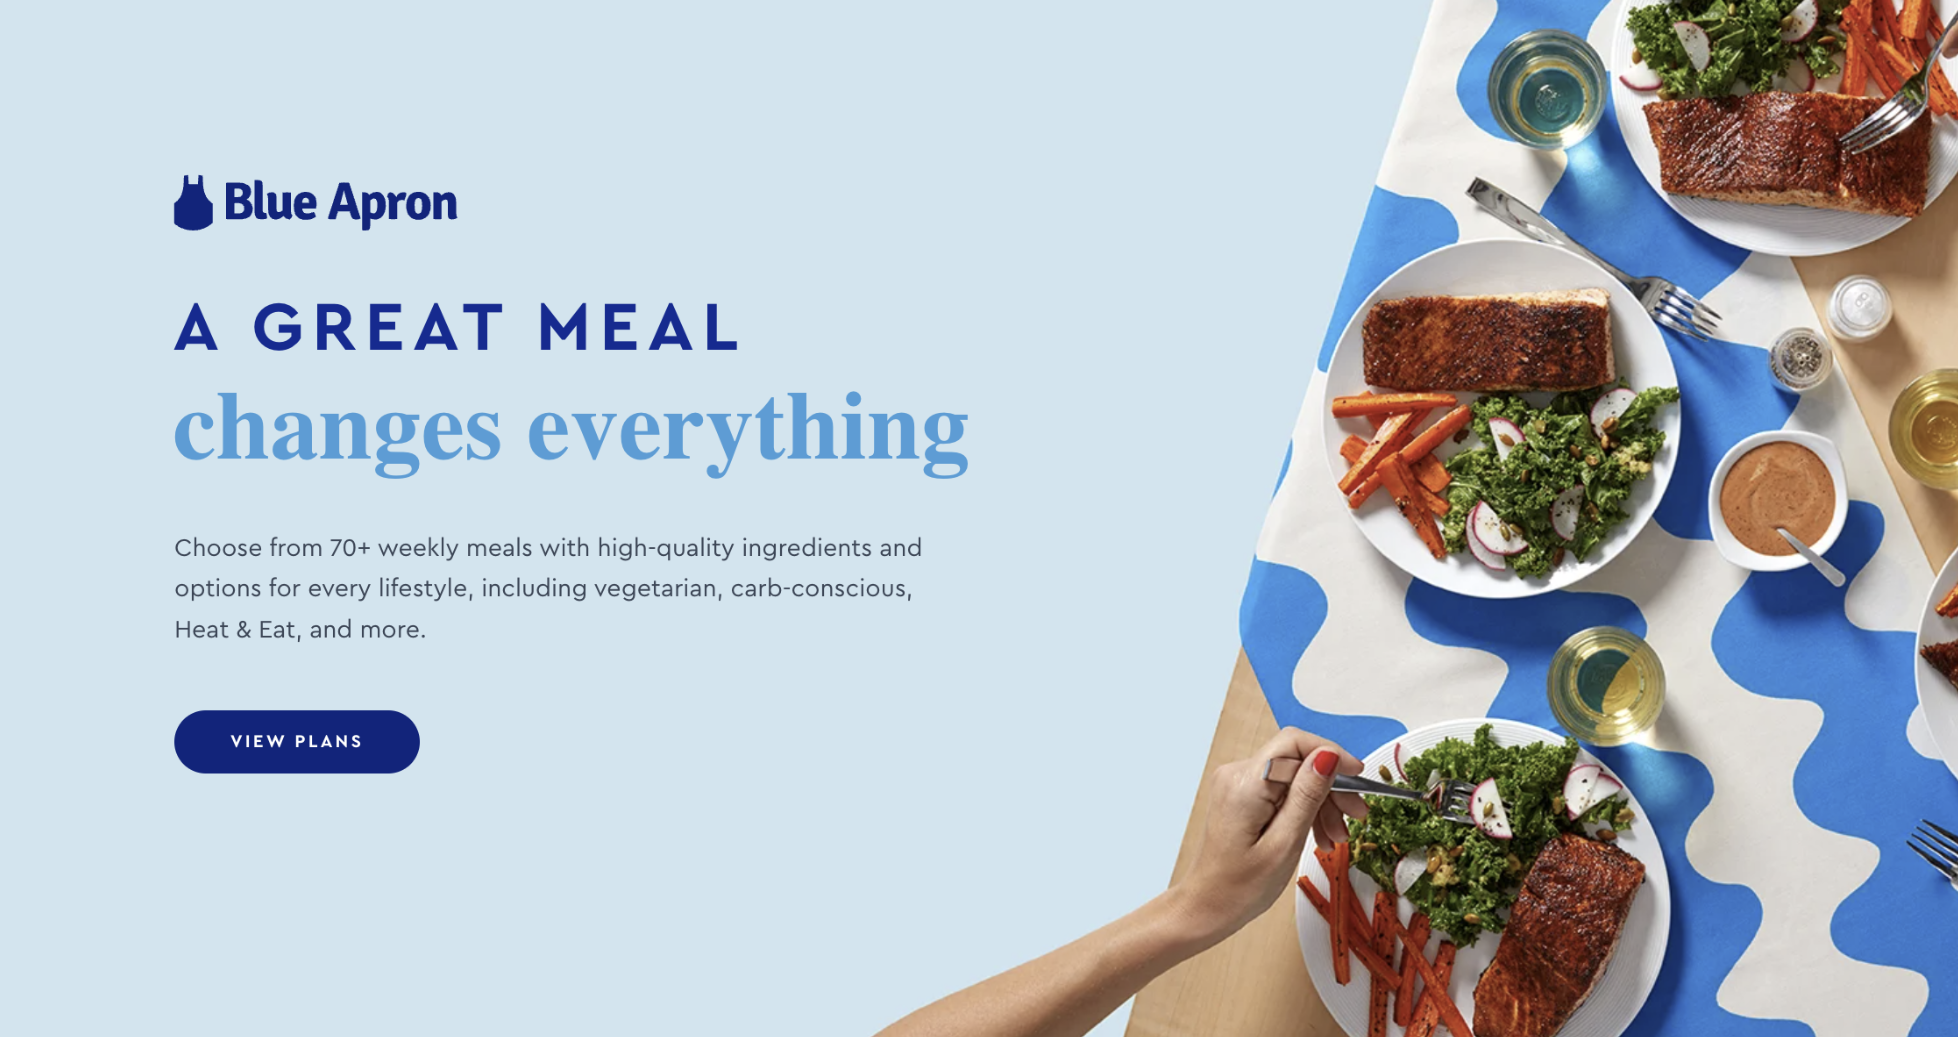 Blue Apron
A GREAT MEAL
changes everything
Choose from 70+ weekly meals with high-quality ingredients and
options for every lifestyle, including vegetarian, carb-conscious,
Heat & Eat, and more.
VIEW PLANS